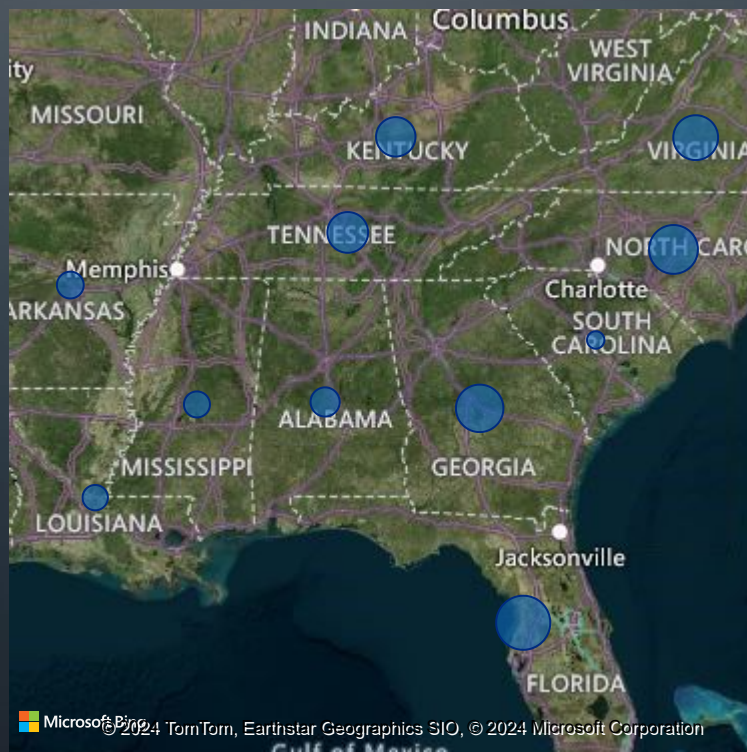 Columbus
INDIANA
WEST
VIRGINIA
ity
MISSOURI
KENTUCKY
VIRGINIA
TENNESSEE
NORTH CARO
Memphis
Charlotte
ARKANSAS
SOUTH
CAROLINA
ALABAMA
MISSISSIPPI
GEORGIA
LOUISIANA
Jacksonville
FLORIDA
Microsoft Bing
© 2024 TomTom, Earthstar Geographics SIO, © 2024 Microsoft Corporation
Gulf of Mexico